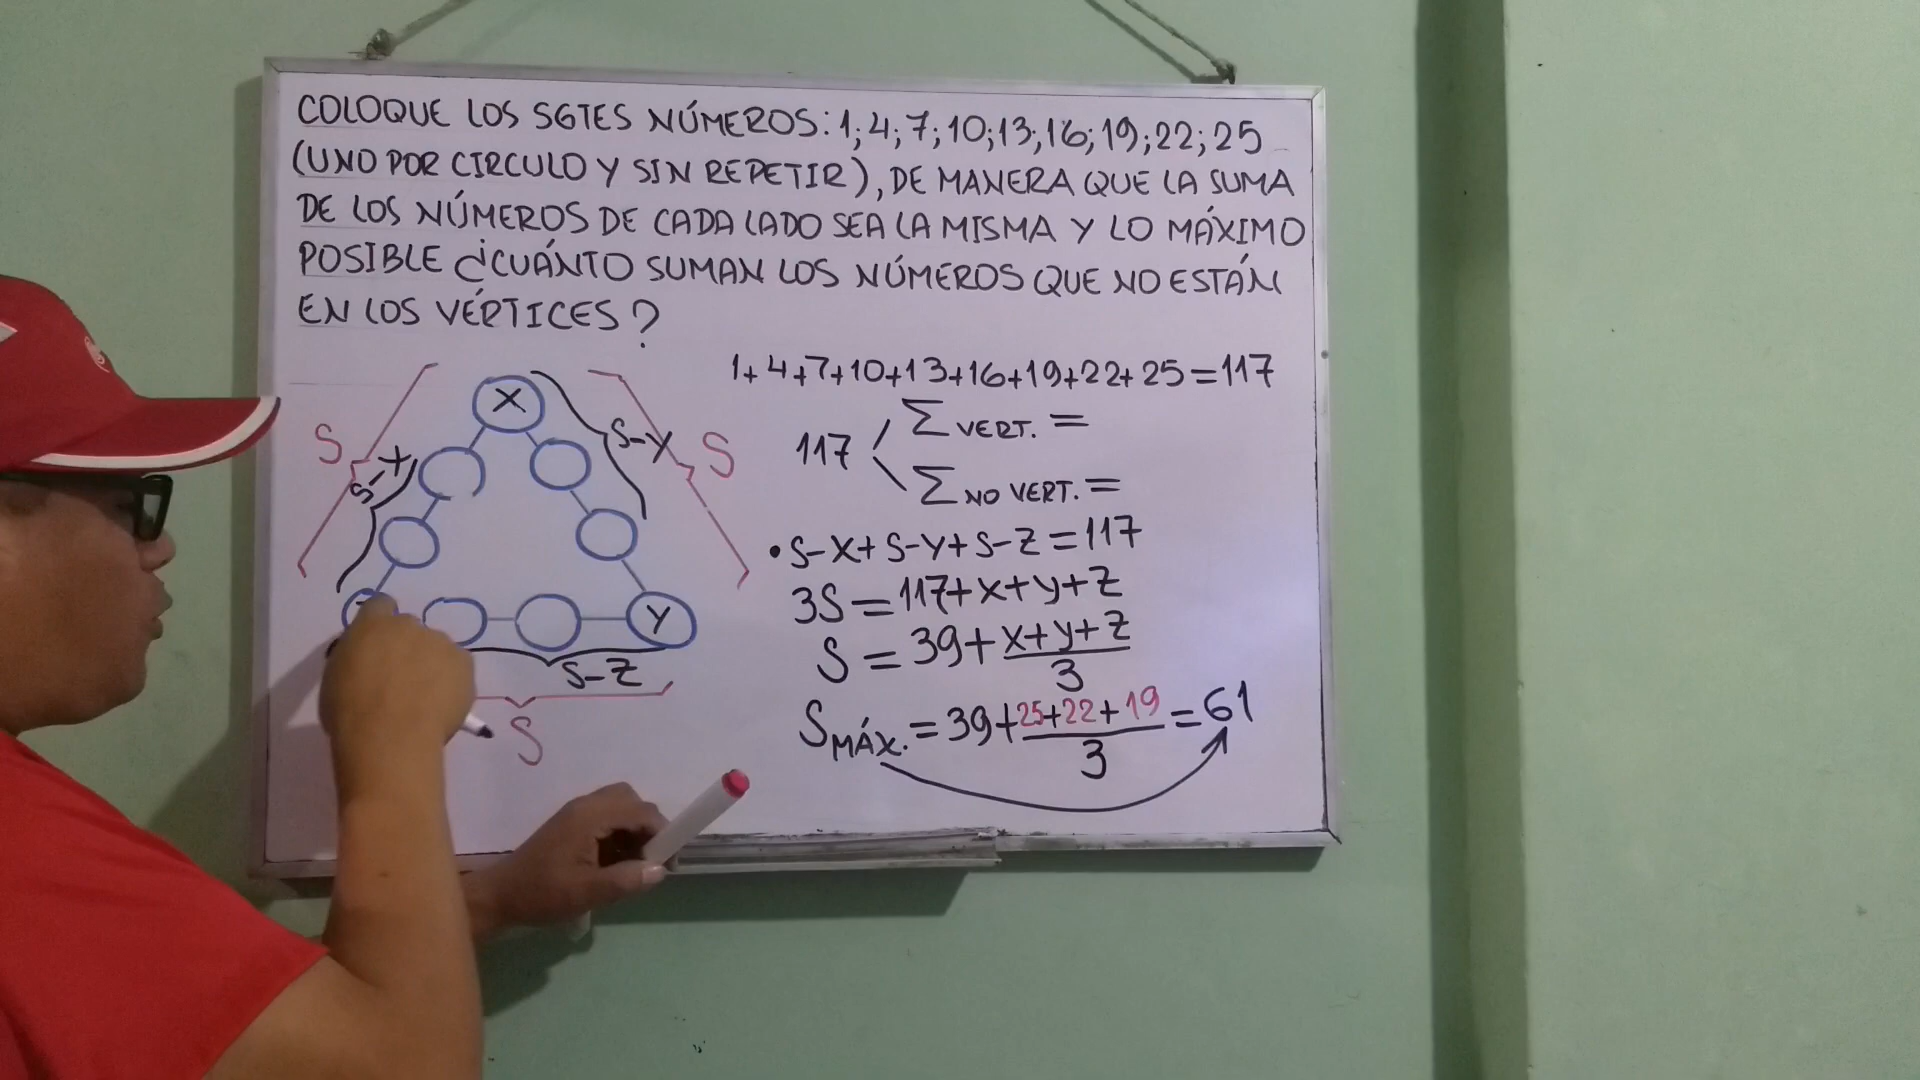 COLOQUE LOS SGTES NÚMEROS: 1; 4; 7; 10; 13; 16; 19; 22; 25
(UNO POR CIRCULO Y SIN REPETIR), DE MANERA QUE LA SUMA
DE LOS NÚMEROS DE CADA LADO SEA LA MISMA Y LO MÁXIMO
POSIBLE ¿CUÁNTO SUMAN LOS NÚMEROS QUE NO ESTÁN
EN LOS VÉRTICES?
1+4+7+10+13+16+19+22+25=117
X
S
S-X
S-Y
S
Y
S-Z
S
117
Σ VERT. =
Σ NO VERT. =
• S-X+S-Y+S-Z=117
3S=117+X+Y+Z
S=39+X+Y+Z
3
SMÁX.=39+25+22+19=61
3